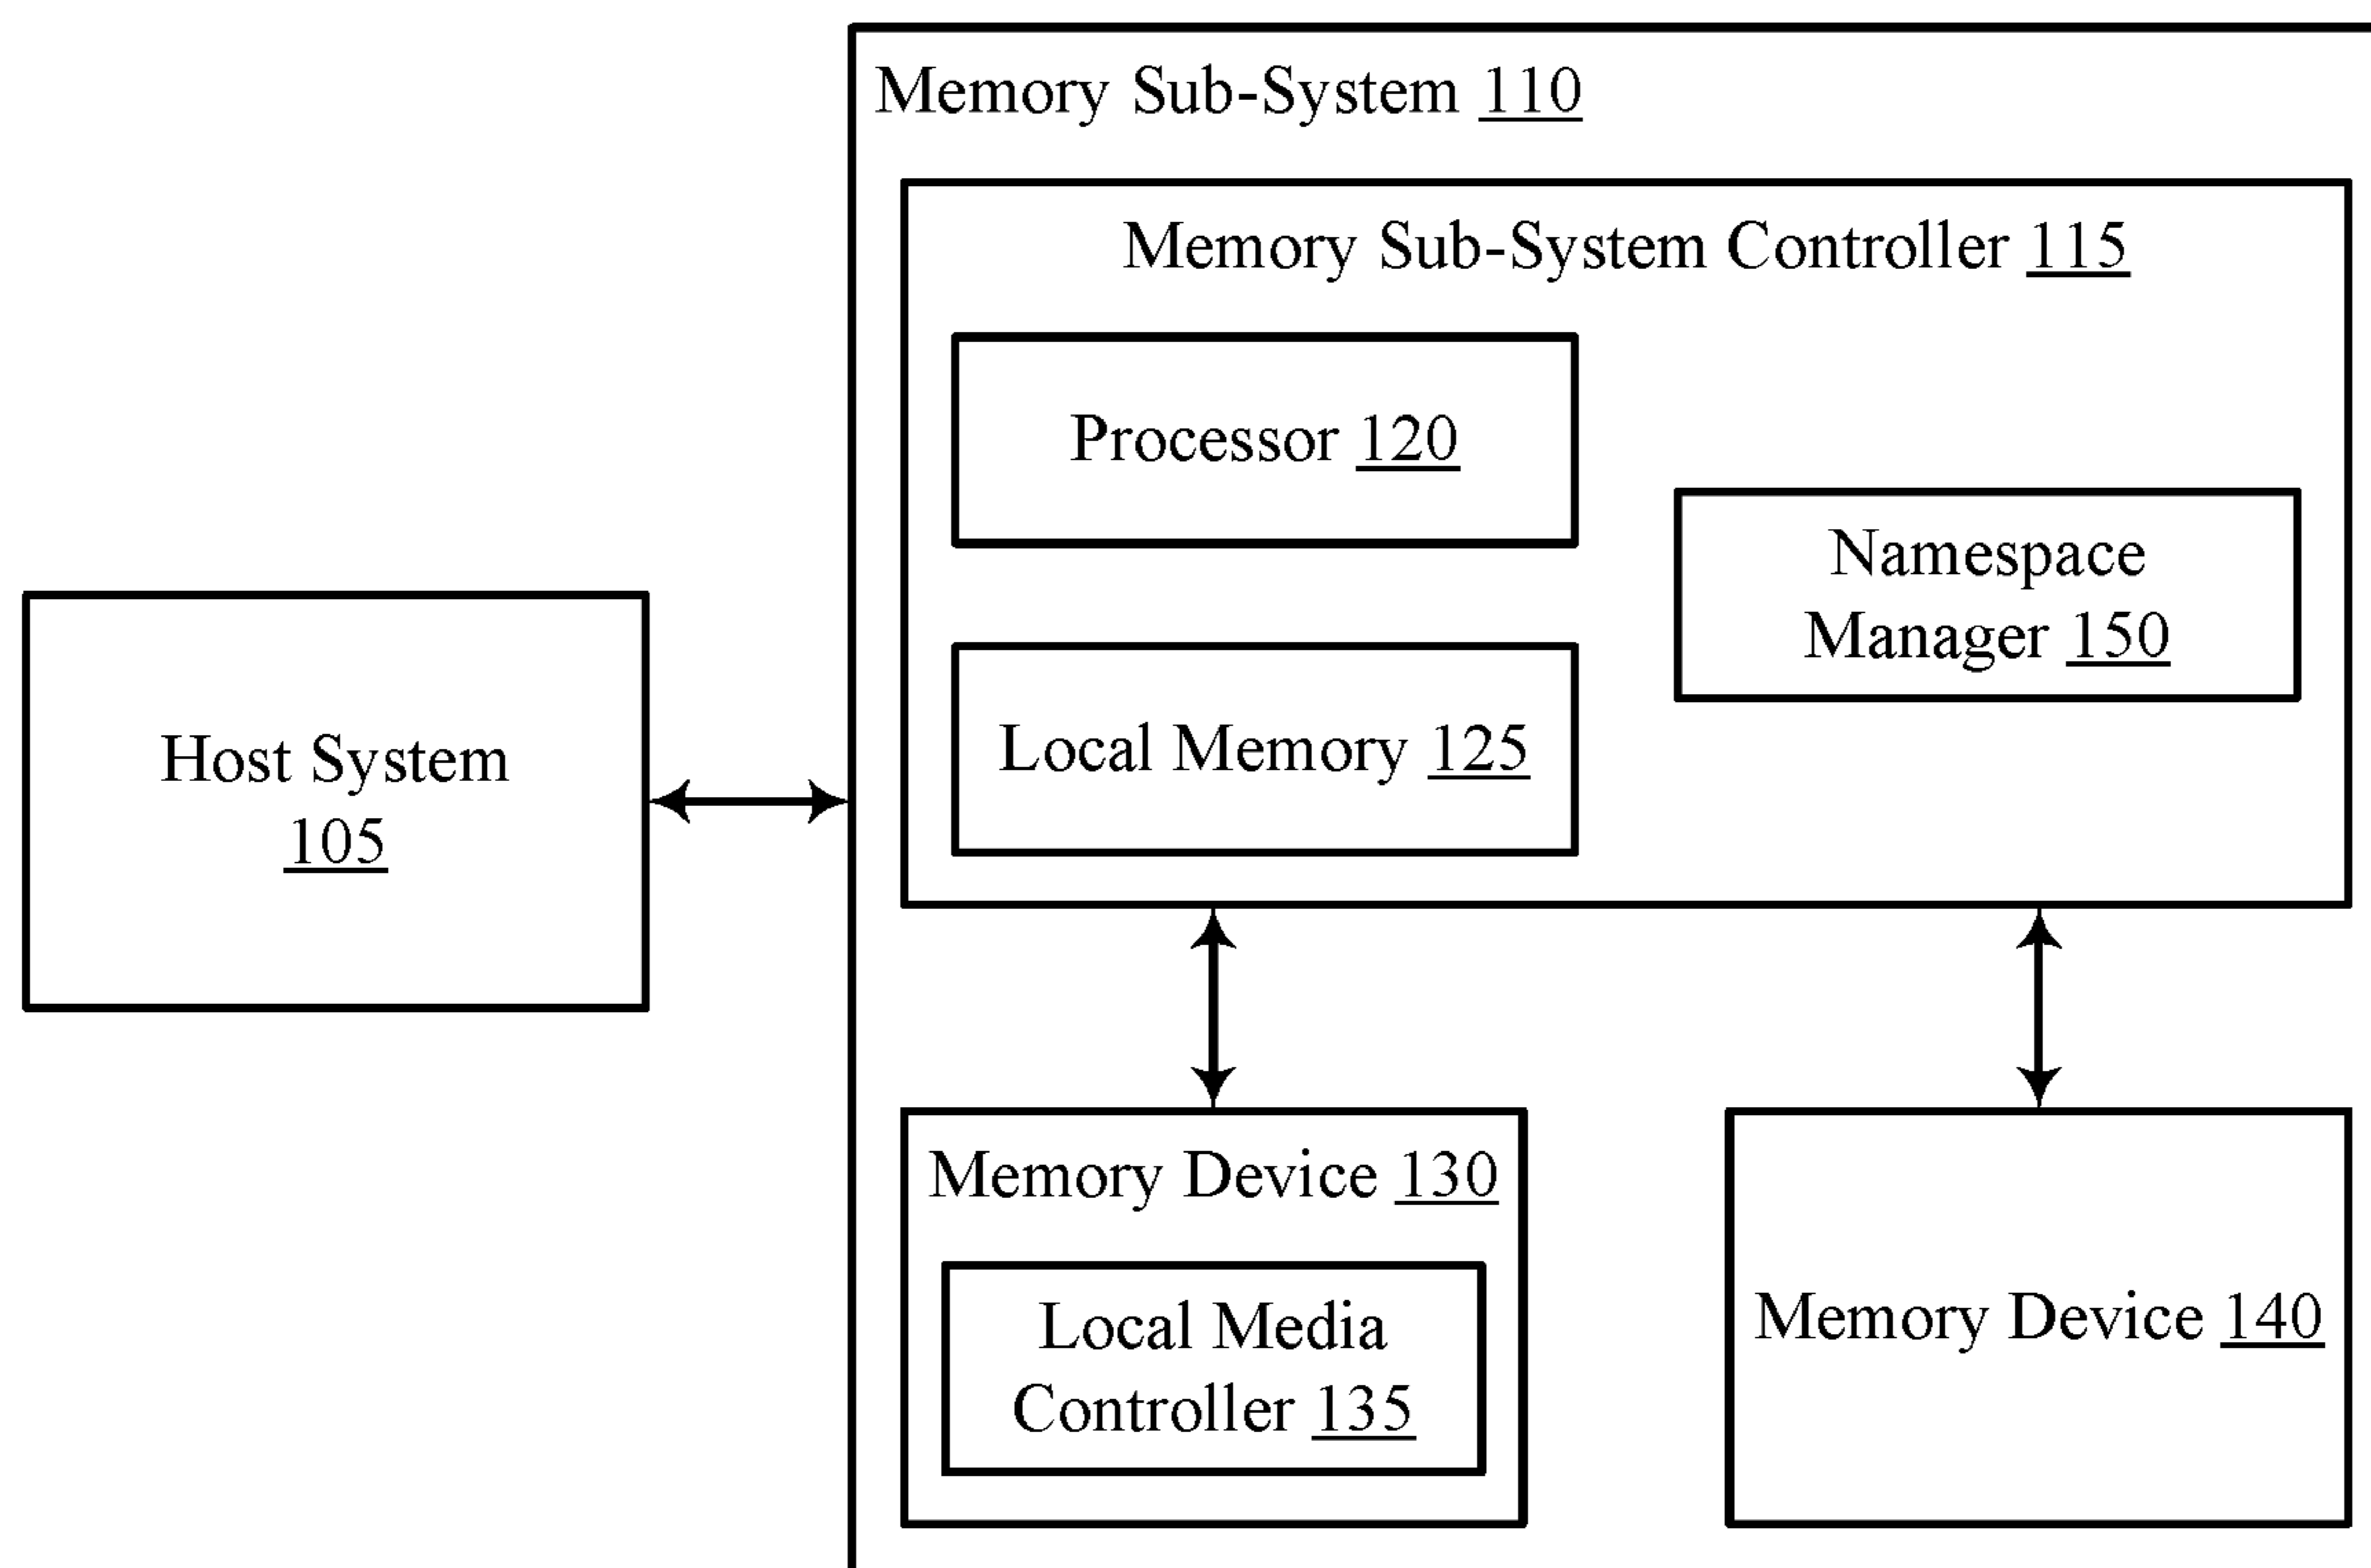 Memory Sub-System 110
Memory Sub-System Controller 115
Processor 120
Namespace
Manager 150
Local Memory 125
Host System
105
Memory Device 130
Local Media
Controller 135
Memory Device 140